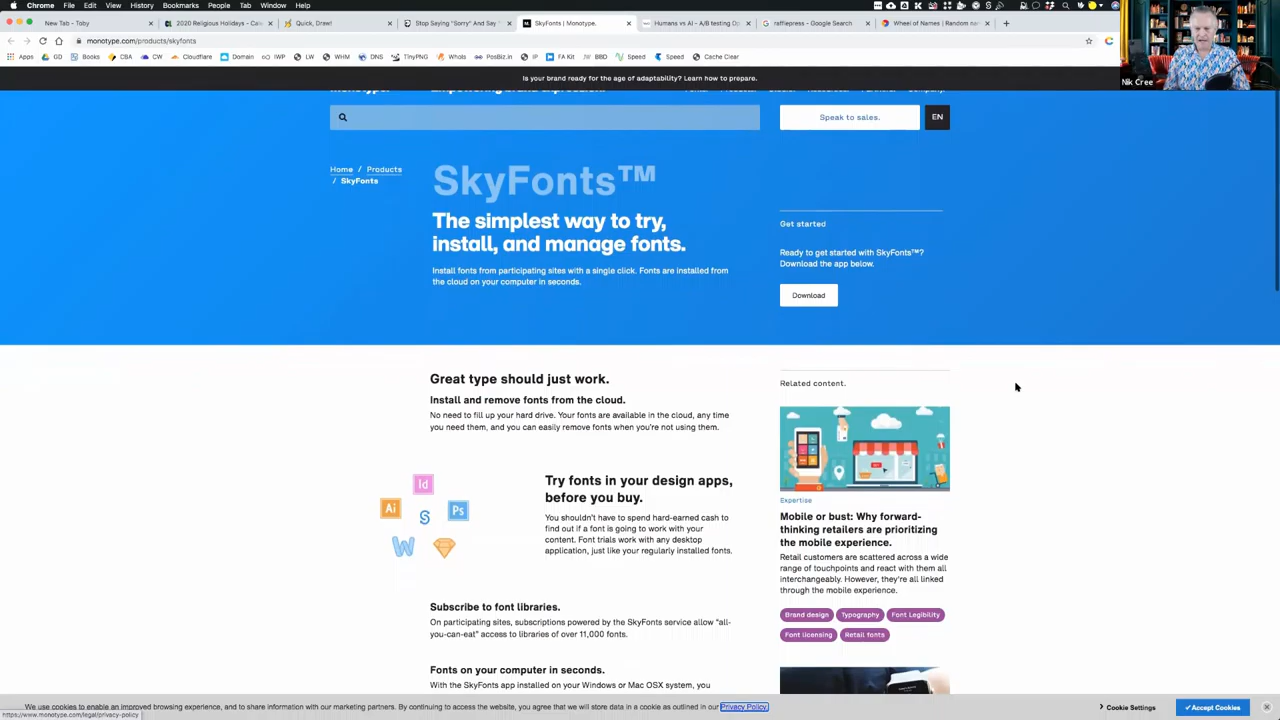 Chrome File Edit View History Bookmarks People Tab Window Help
New Tab - Toby
2020 Religious Holidays - Cale
Quick, Draw!
Stop Saying "Sorry" And Say
SkyFonts | Monotype.
Humans vs AI - A/B testing Op
rafflepress - Google Search
Wheel of Names | Random na
monotype.com/products/skyfonts
Apps GD Books CBA CW Cloudflare Domain IWP LW WHM DNS TinyPNG WhoIs PosBiz.in FA Kit IP BBD Speed Speed Cache Clear
Nik Cree
Is your brand ready for the age of adaptability? Learn how to prepare.
Speak to sales.
EN
Home / Products
/ SkyFonts
SkyFonts™
The simplest way to try,
install, and manage fonts.
Install fonts from participating sites with a single click. Fonts are installed from
the cloud on your computer in seconds.
Get started
Ready to get started with SkyFonts™?
Download the app below.
Download
Great type should just work.
Install and remove fonts from the cloud.
No need to fill up your hard drive. Your fonts are available in the cloud, any time
you need them, and you can easily remove fonts when you're not using them.
Id
Ai
S
Ps
W
Try fonts in your design apps,
before you buy.
You shouldn't have to spend hard-earned cash to
find out if a font is going to work with your
content. Font trials work with any desktop
application, just like your regularly installed fonts.
Subscribe to font libraries.
On participating sites, subscriptions powered by the SkyFonts service allow "all-
you-can-eat" access to libraries of over 11,000 fonts.
Fonts on your computer in seconds.
With the SkyFonts app installed on your Windows or Mac OSX system, you
Related content.
Expertise
Mobile or bust: Why forward-
thinking retailers are prioritizing
the mobile experience.
Retail customers are scattered across a wide
range of touchpoints and react with them all
interchangeably. However, they're all linked
through the mobile experience.
Brand design Typography Font Legibility
Font licensing Retail fonts
We use cookies to enable an improved browsing experience, and to share information with our marketing partners. By continuing to access the website, you agree that we will store data in a cookie as outlined in our Privacy Policy.
Cookie Settings
Accept Cookies
https://www.monotype.com/legal/privacy-policy